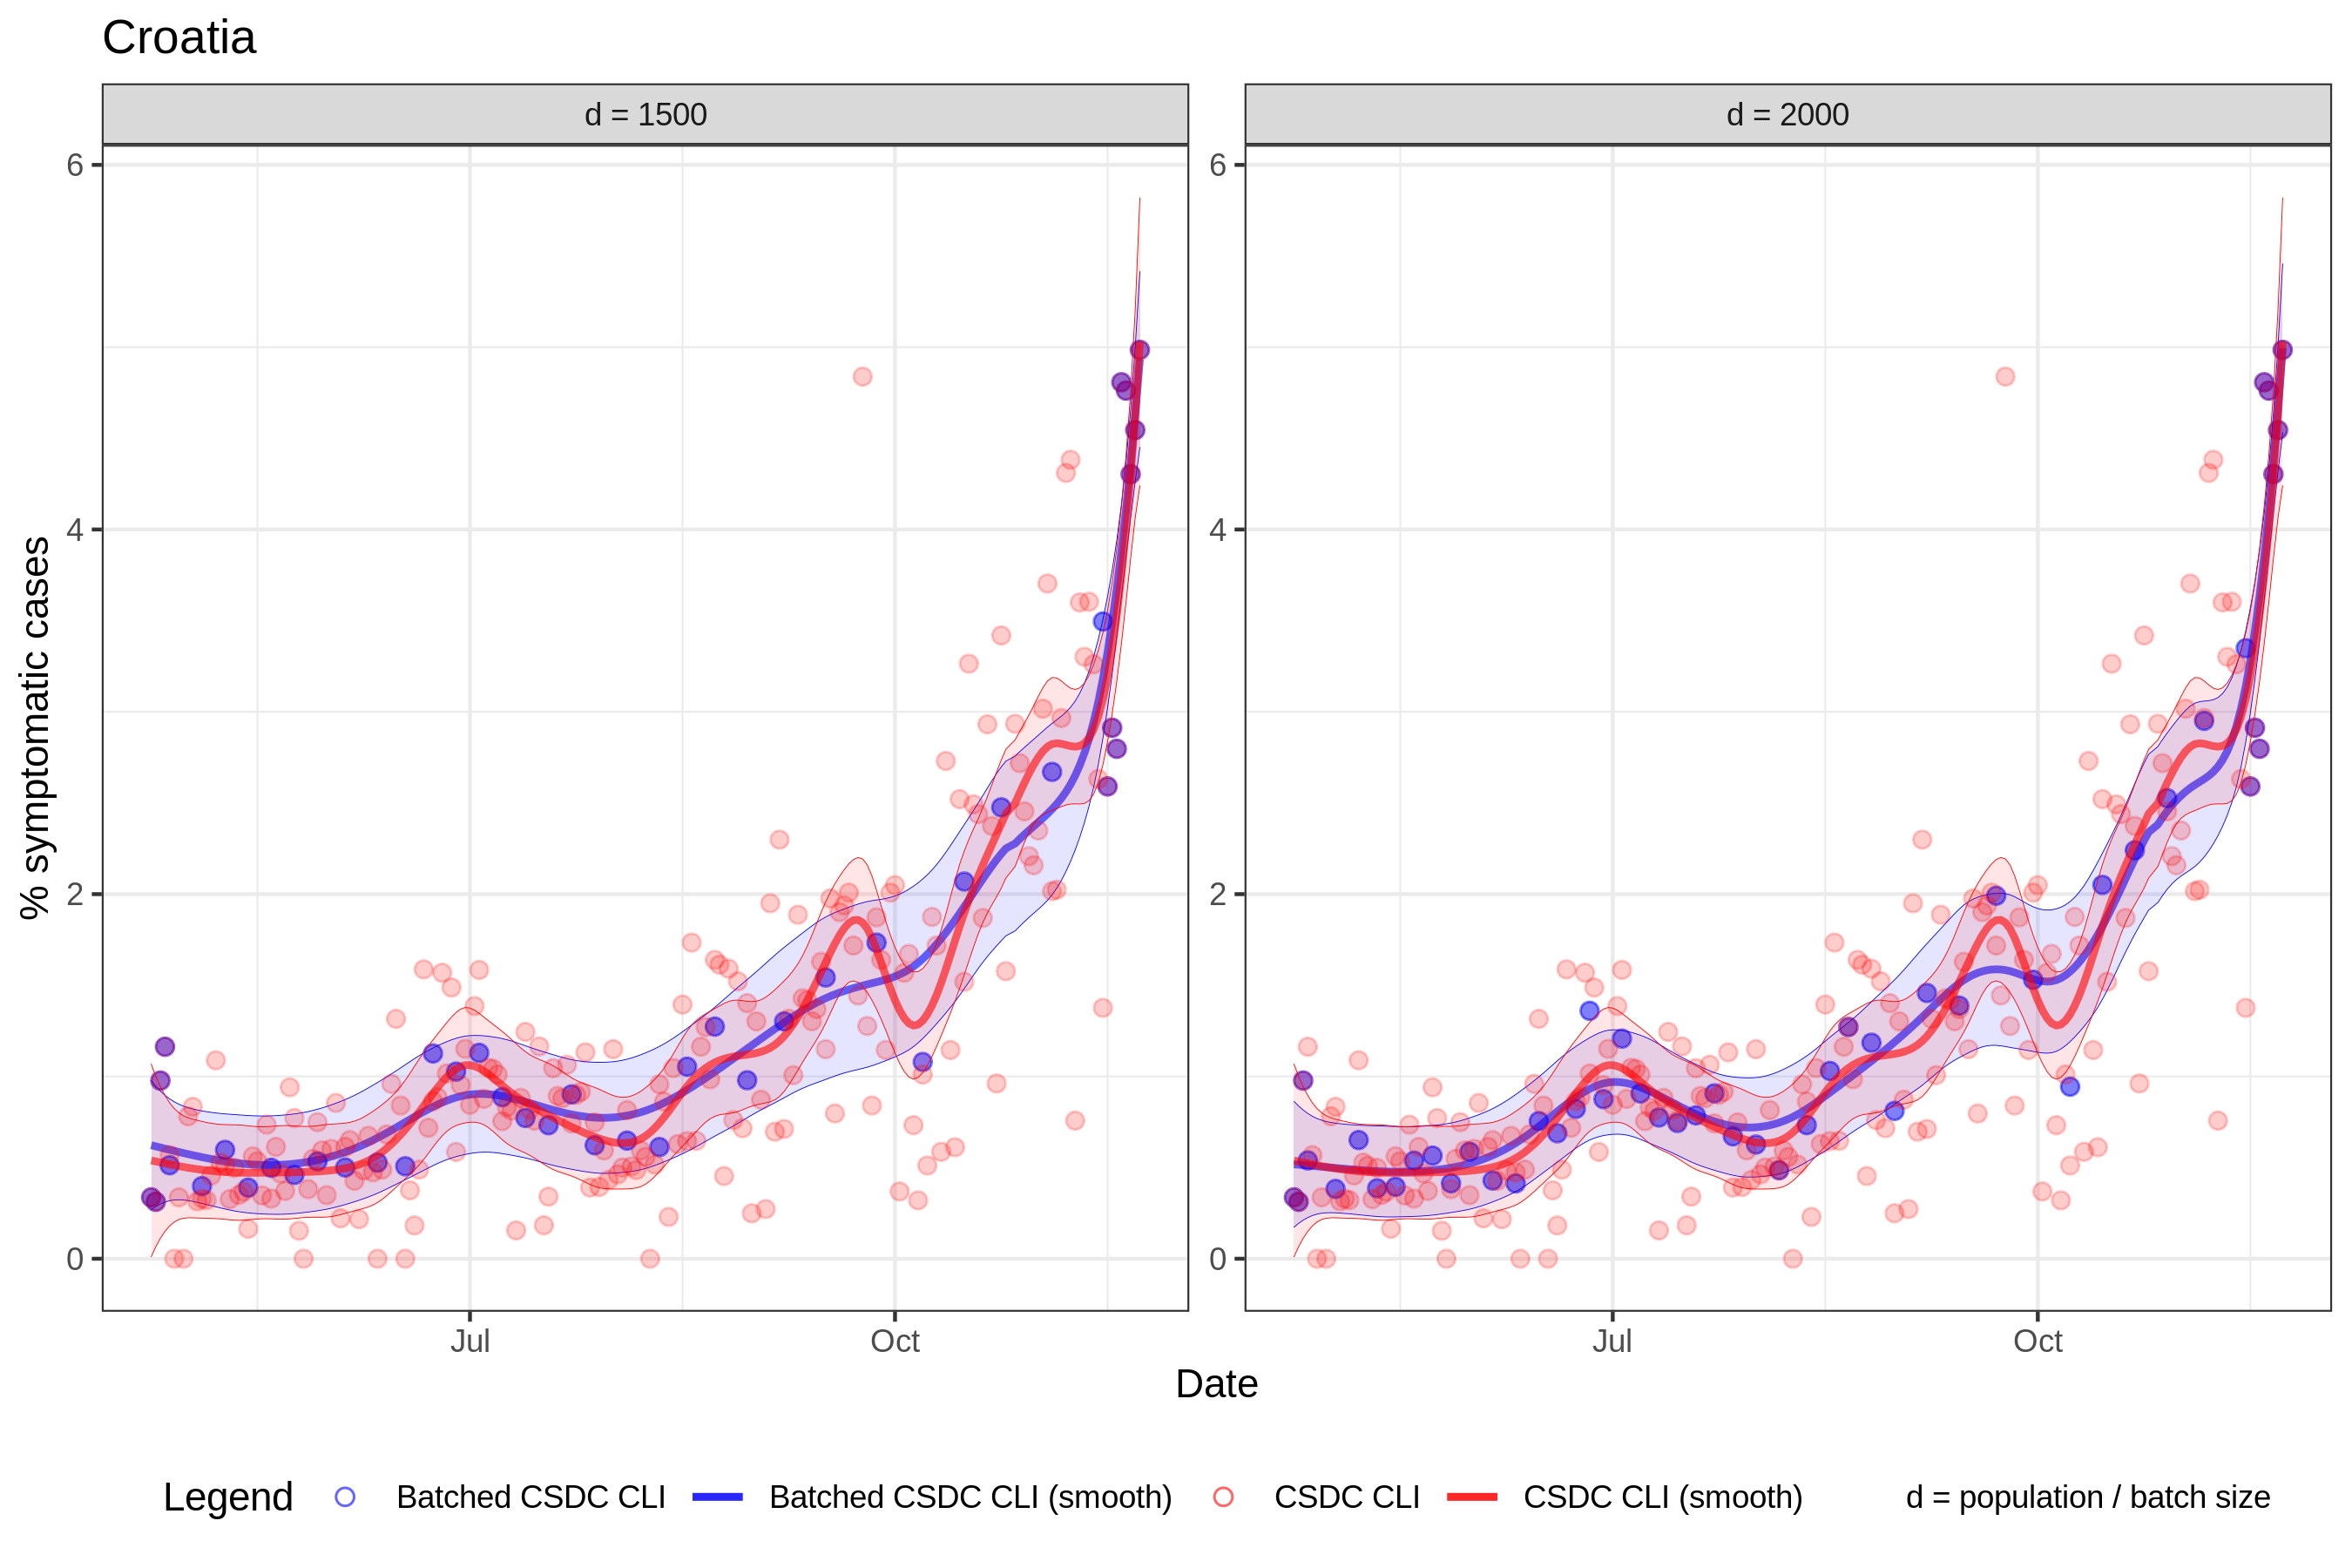 Croatia
d = 1500
d = 2000
% symptomatic cases
6
4
2
0
6
4
2
0
Jul
Oct
Jul
Oct
Date
Legend Batched CSDC CLI Batched CSDC CLI (smooth) CSDC CLI CSDC CLI (smooth) d = population / batch size